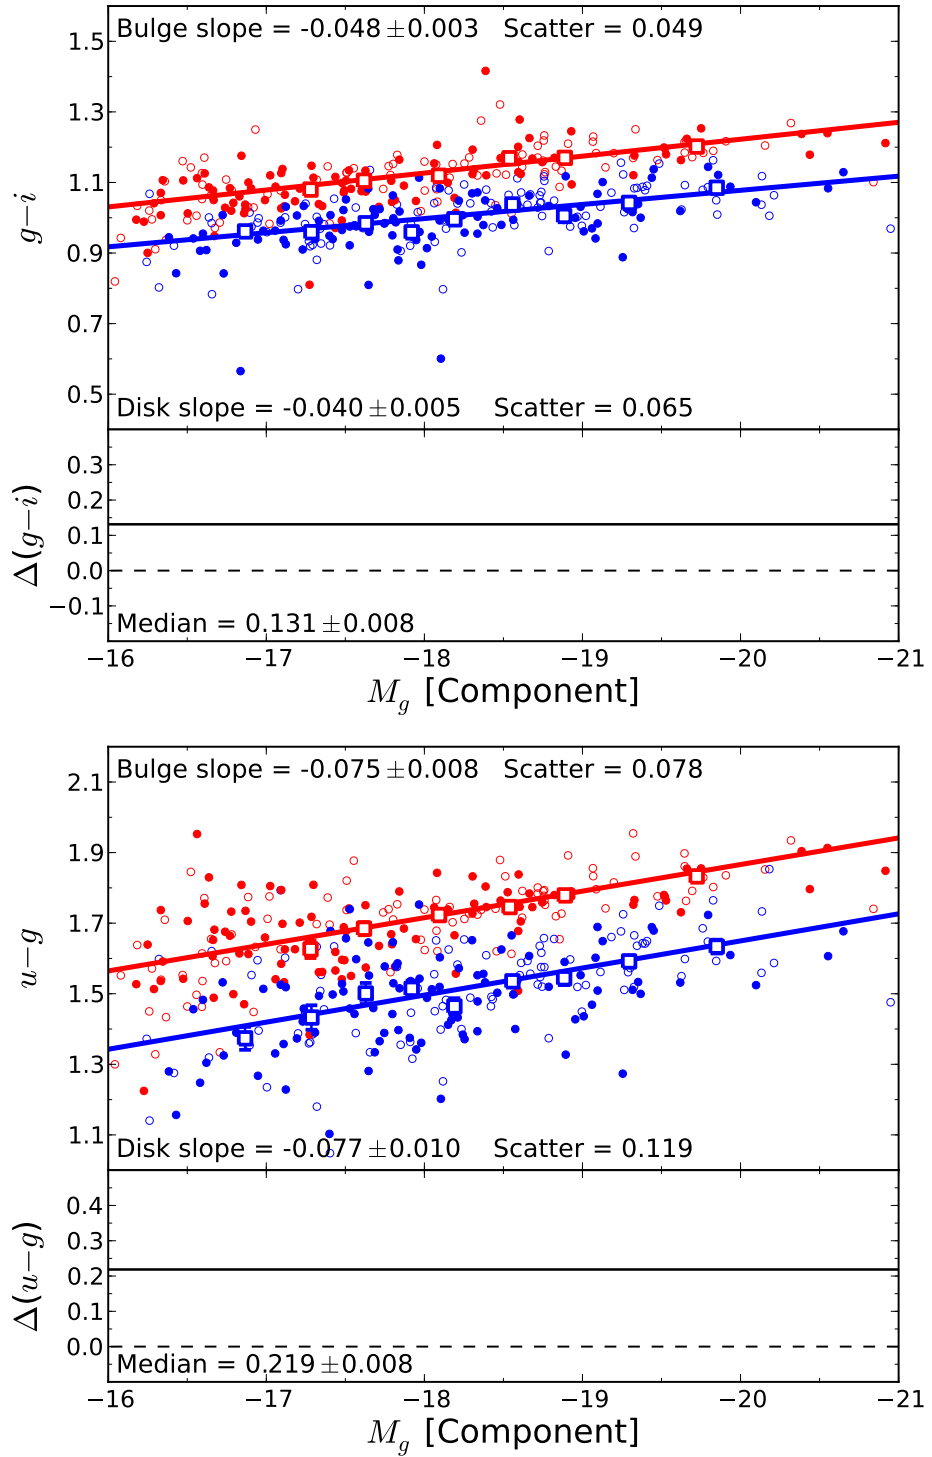 Bulge slope = -0.048 ± 0.003 Scatter = 0.049
1.5
1.3
1.1
0.9
0.7
0.5
g−i
Disk slope = -0.040 ± 0.005 Scatter = 0.065
0.3
0.2
0.1
0.0
−0.1
Δ(g−i)
Median = 0.131 ± 0.008
−16 −17 −18 −19 −20 −21
M_g [Component]
Bulge slope = -0.075 ± 0.008 Scatter = 0.078
2.1
1.9
1.7
1.5
1.3
1.1
u−g
Disk slope = -0.077 ± 0.010 Scatter = 0.119
0.4
0.3
0.2
0.1
0.0
Δ(u−g)
Median = 0.219 ± 0.008
−16 −17 −18 −19 −20 −21
M_g [Component]